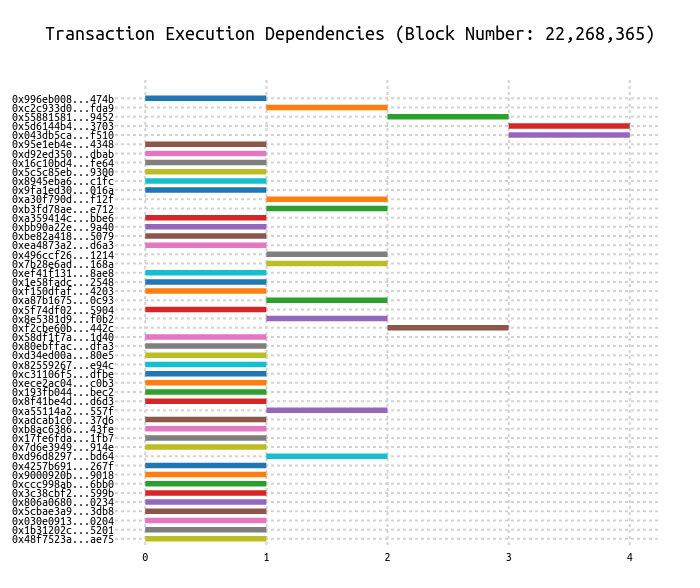 Transaction Execution Dependencies (Block Number: 22,268,365)
0x996eb008...474b
0xc2c933d0...fda9
0x55881581...9452
0x5d6144b4...3703
0x043db5ca...f510
0x95e1eb4e...4348
0xd92ed350...dbab
0x16c10bd4...fe64
0x5c5c85eb...9300
0x8945eba6...c1fc
0x9fa1ed30...016a
0xa30f790d...f12f
0xb3fd78ae...e712
0xa359414c...bbe6
0xbb90a22e...9a40
0xbe82a418...5079
0xea4873a2...d6a3
0x496ccf26...1214
0x7b28e6ad...168a
0xef41f131...8ae8
0x1e58fadc...2548
0xf150dfaf...4203
0xa87b1675...0c93
0x5f74df02...5904
0x8e5381d9...f0b2
0xf2cbe60b...442c
0x58df1f7a...1d40
0x80ebffac...dfa3
0xd34ed00a...80e5
0x82559267...e94c
0xc31106f5...dfbe
0xece2ac04...c0b3
0x193fb044...bec2
0x8f41be4d...d6d3
0xa55114a2...557f
0xadcab1c0...37d6
0xb8ac6386...43fe
0x17fe6fda...1fb7
0x7d6e3949...914e
0xd96d8297...bd64
0x4257b691...267f
0x9000920b...9018
0xccc998ab...6bb0
0x3c38cbf2...599b
0x806a0680...0234
0x5cbae3a9...3db8
0x030e0913...0204
0x1b31202c...5201
0x48f7523a...ae75
0 1 2 3 4